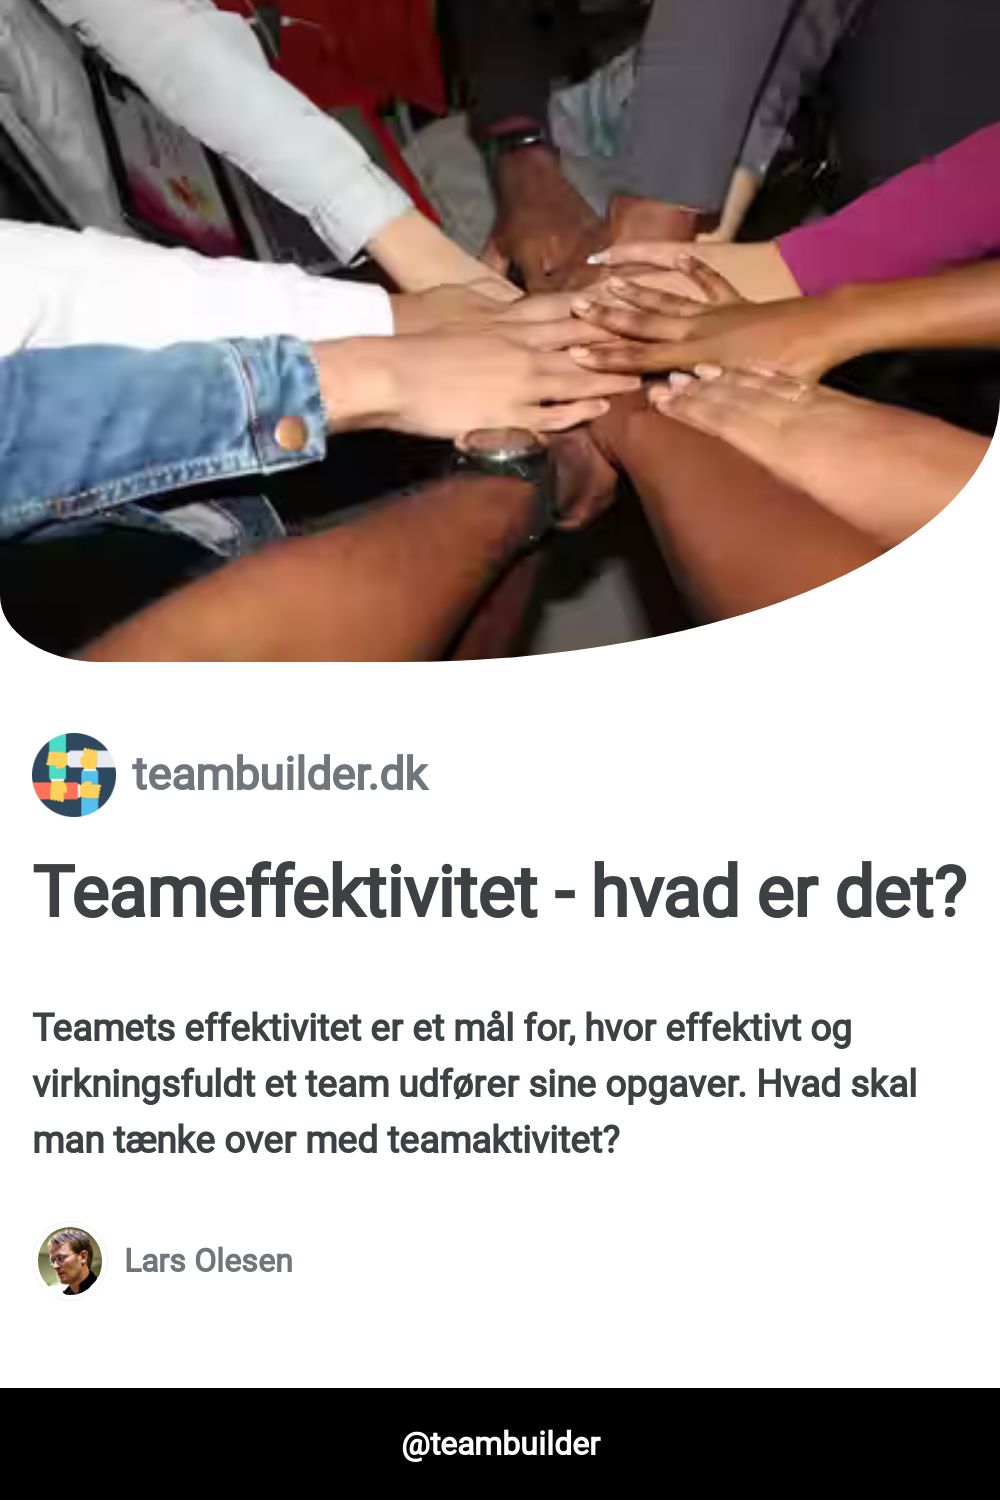 teambuilder.dk
Teameffektivitet - hvad er det?
Teamets effektivitet er et mål for, hvor effektivt og
virkningsfuldt et team udfører sine opgaver. Hvad skal
man tænke over med teamaktivitet?
Lars Olesen
@teambuilder